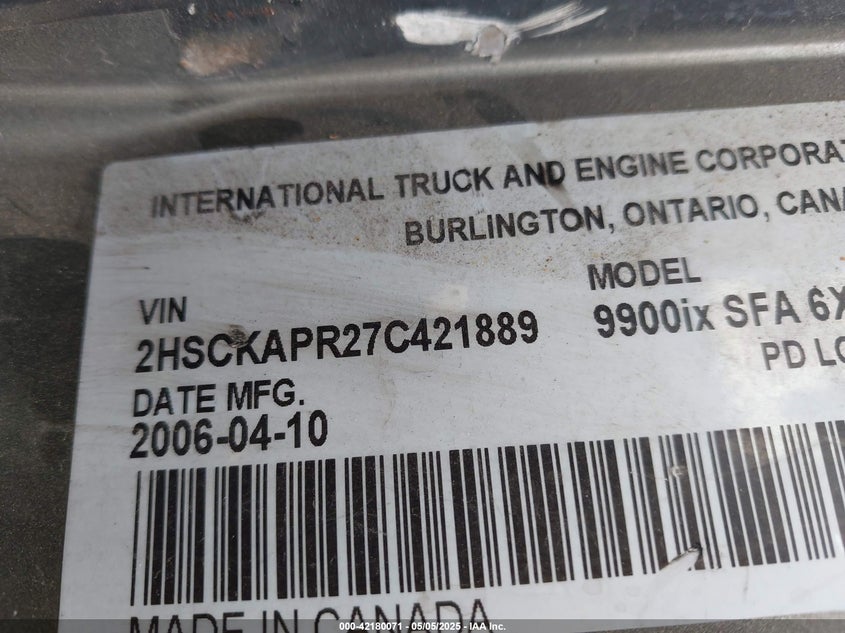 INTERNATIONAL TRUCK AND ENGINE CORPORAT
BURLINGTON, ONTARIO, CANA
VIN
2HSCKAPR27C421889
MODEL
9900ix SFA 6X
PD LO
DATE MFG.
2006-04-10
MADE IN CANADA
000-42180071 - 05/05/2025 - IAA Inc.